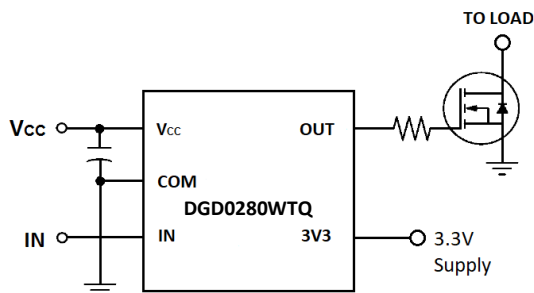 TO LOAD
Vcc
Vcc
OUT
COM
DGD0280WTQ
IN
IN
3V3
3.3V
Supply